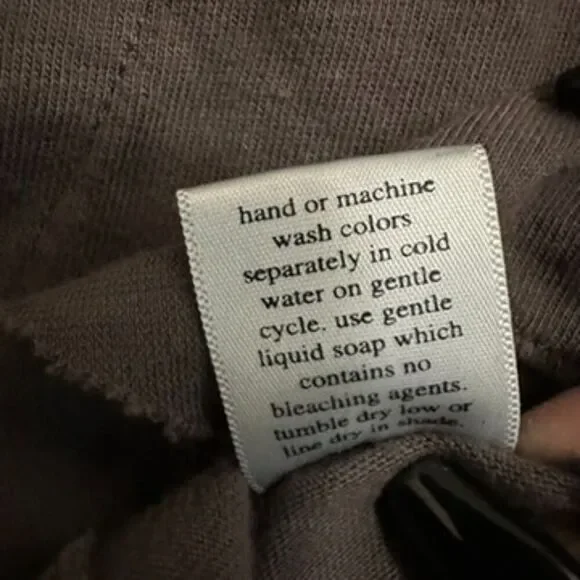 hand or machine
wash colors
separately in cold
water on gentle
cycle. use gentle
liquid soap which
contains no
bleaching agents.
tumble dry low or
line dry in shade.